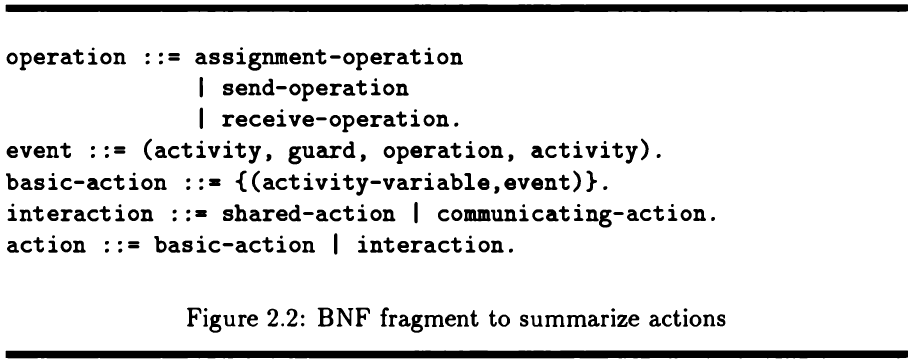 operation ::= assignment-operation
| send-operation
| receive-operation.
event ::= (activity, guard, operation, activity).
basic-action ::= {(activity-variable,event)}.
interaction ::= shared-action | communicating-action.
action ::= basic-action | interaction.
Figure 2.2: BNF fragment to summarize actions